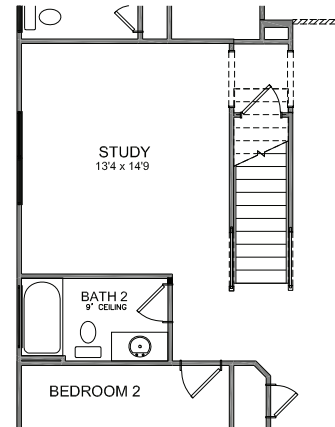 STUDY
13'4 x 14'9
BATH 2
9' CEILING
BEDROOM 2